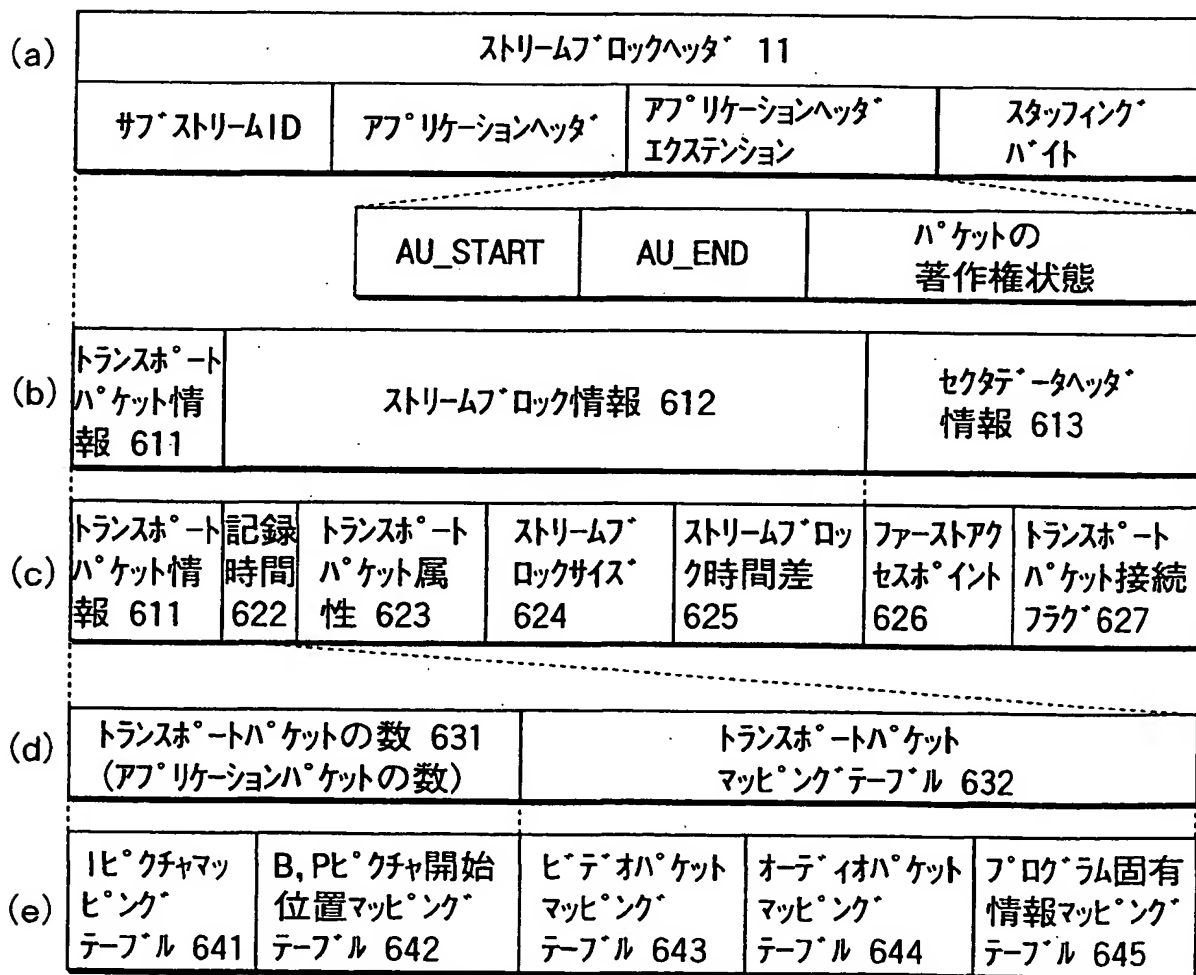 (a)
ストリームブロックヘッダ 11
サブストリームID
アプリケーションヘッダ
アプリケーションヘッダ
エクステンション
スタッフィング
バイト
AU_START
AU_END
パケットの
著作権状態
(b)
トランスポート
パケット情
報 611
ストリームブロック情報 612
セクタデータヘッダ
情報 613
(c)
トランスポート
パケット情
報 611
記録
時間
622
トランスポート
パケット属
性 623
ストリームブ
ロックサイズ
624
ストリームブロッ
ク時間差
625
ファーストアク
セスポイント
626
トランスポート
パケット接続
フラグ627
(d)
トランスポートパケットの数 631
(アプリケーションパケットの数)
トランスポートパケット
マッピングテーブル 632
(e)
Iピクチャマッ
ピング
テーブル 641
B,Pピクチャ開始
位置マッピング
テーブル 642
ビデオパケット
マッピング
テーブル 643
オーディオパケット
マッピング
テーブル 644
プログラム固有
情報マッピング
テーブル 645